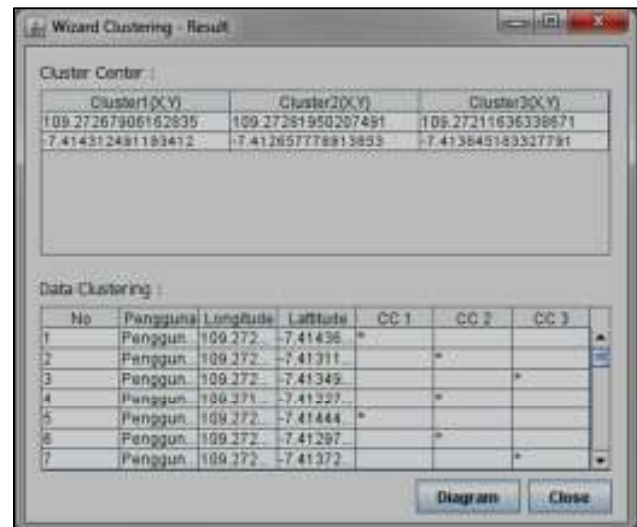 Wizard Clustering - Result
Cluster Center :
Cluster1(X,Y) Cluster2(X,Y) Cluster3(X,Y)
109.27267906162835 109.27281950207491 109.27211636338671
-7.414312491193412 -7.412657778913853 -7.413845183327791
Data Clustering :
No Pengguna Longitude Lattitude CC 1 CC 2 CC 3
1 Penggun... 109.272... -7.41436... *
2 Penggun... 109.272... -7.41311... *
3 Penggun... 109.272... -7.41349... *
4 Penggun... 109.271... -7.41227... *
5 Penggun... 109.272... -7.41444... *
6 Penggun... 109.272... -7.41297... *
7 Penggun... 109.272... -7.41372... *
Diagram Close